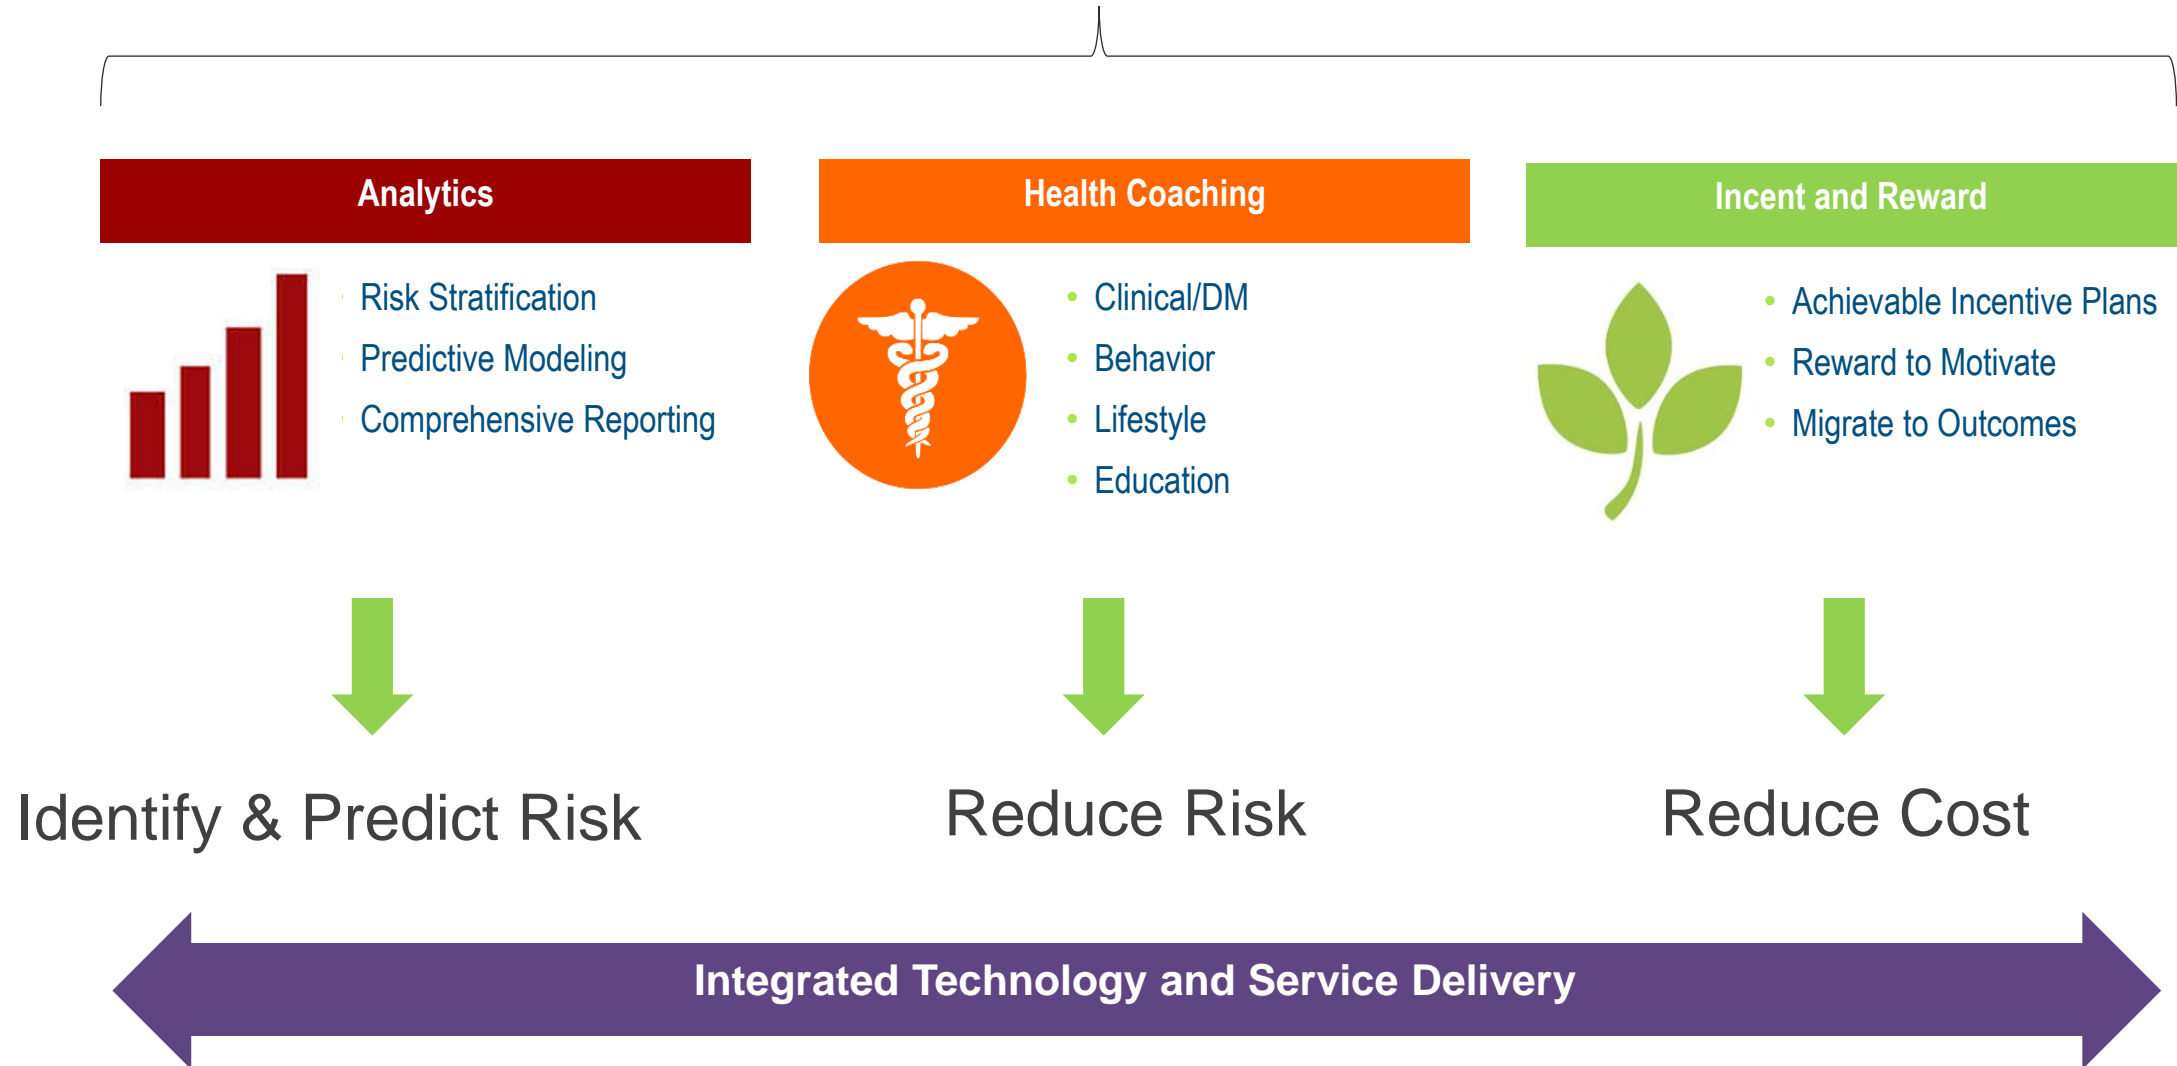 Analytics
Risk Stratification
Predictive Modeling
Comprehensive Reporting
Health Coaching
Clinical/DM
Behavior
Lifestyle
Education
Incent and Reward
Achievable Incentive Plans
Reward to Motivate
Migrate to Outcomes
Identify & Predict Risk
Reduce Risk
Reduce Cost
Integrated Technology and Service Delivery